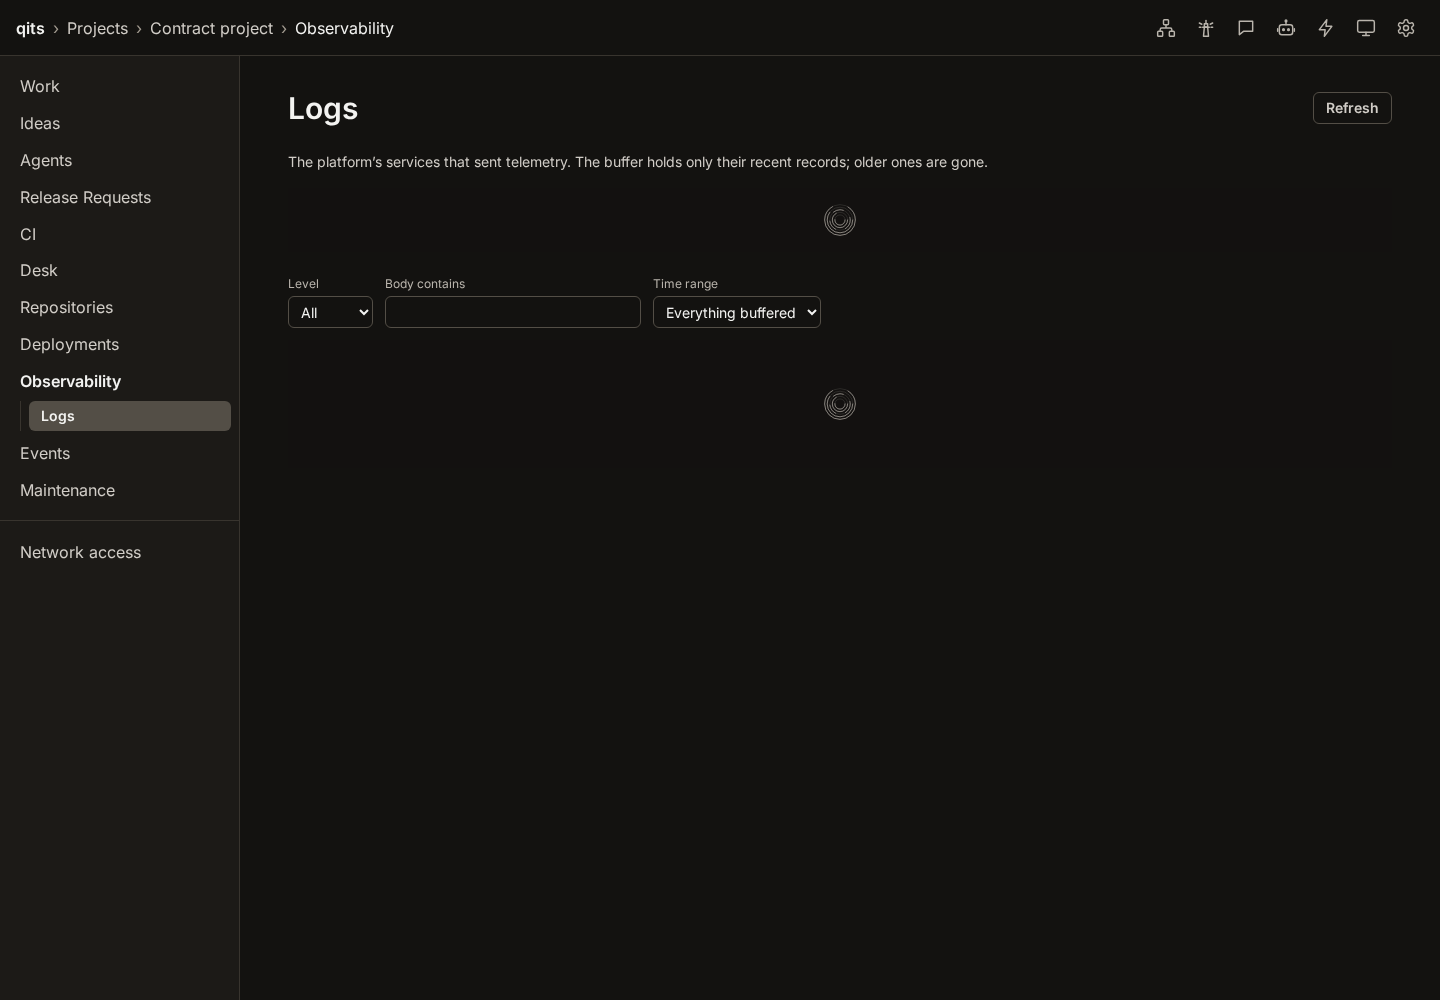 qits › Projects › Contract project › Observability
Work
Ideas
Agents
Release Requests
CI
Desk
Repositories
Deployments
Observability
Logs
Events
Maintenance
Network access
Logs
Refresh
The platform’s services that sent telemetry. The buffer holds only their recent records; older ones are gone.
Level Body contains Time range
All Everything buffered